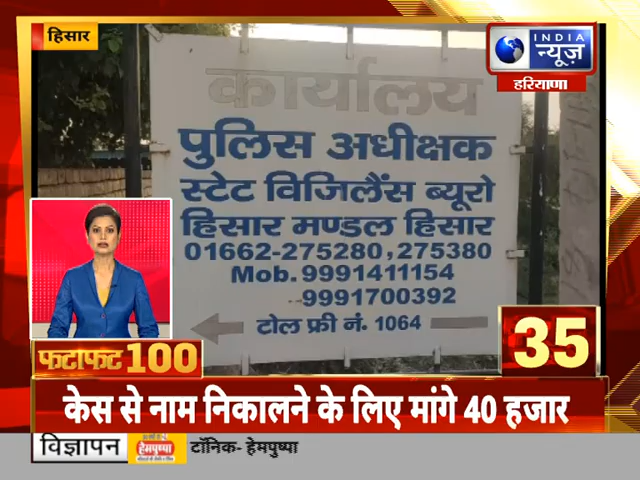 हिसार
INDIA
न्यूज़
हरियाणा
कार्यालय
पुलिस अधीक्षक
स्टेट विजिलैंस ब्यूरो
हिसार मण्डल हिसार
01662-275280,275380
Mob. 9991411154
9991700392
टोल फ्री नं. 1064
35
फटाफट 100
केस से नाम निकालने के लिए मांगे 40 हजार
विज्ञापन
हेमपुष्पा
टॉनिक- हेमपुष्पा